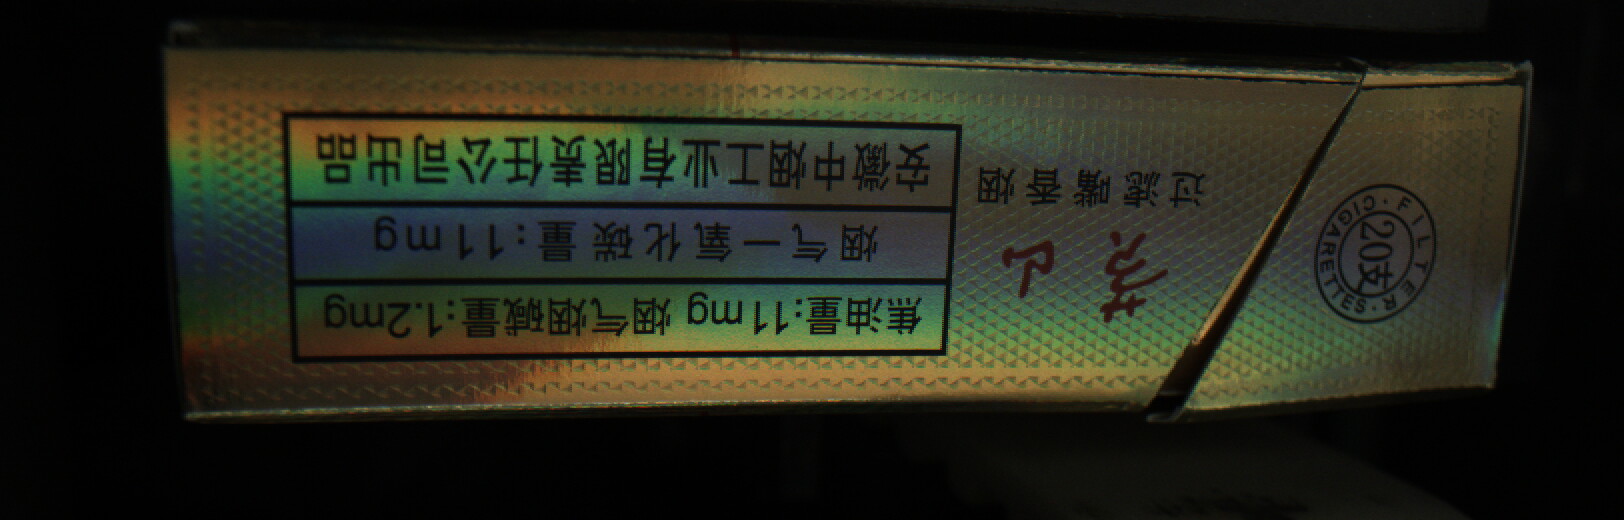 FILTER · CIGARETTES ·
20支
黄山
过滤嘴香烟
焦油量:11mg 烟气烟碱量:1.2mg
烟气一氧化碳量:11mg
安徽中烟工业有限责任公司出品